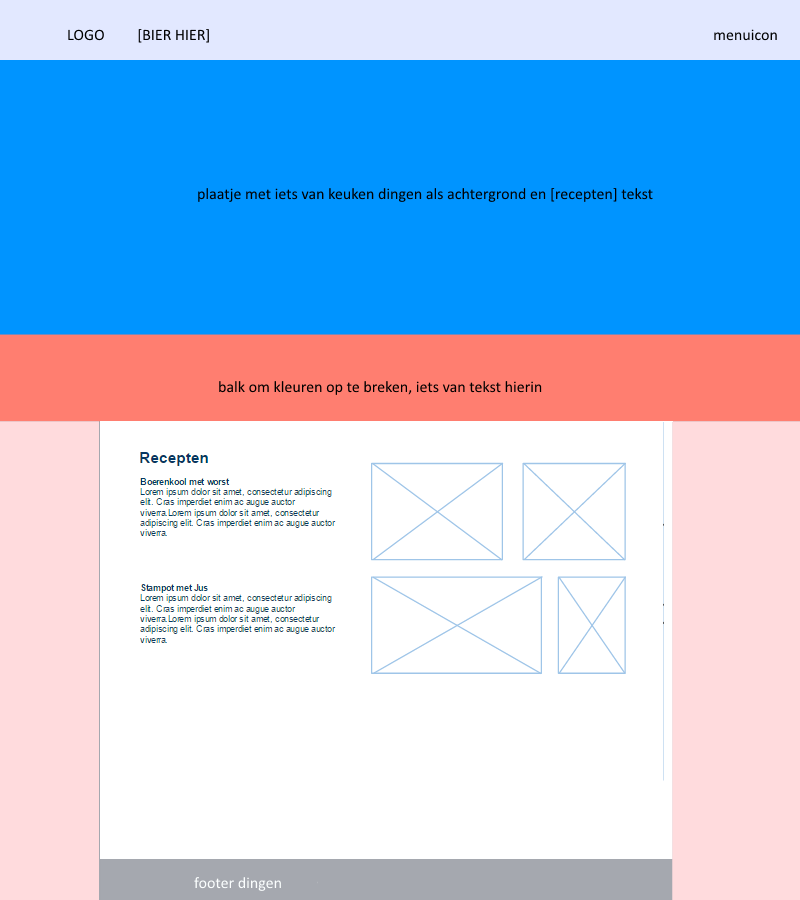 LOGO [BIER HIER] menuicon
plaatje met iets van keuken dingen als achtergrond en [recepten] tekst
balk om kleuren op te breken, iets van tekst hierin
Recepten
Boerenkool met worst
Lorem ipsum dolor sit amet, consectetur adipiscing
elit. Cras imperdiet enim ac augue auctor
viverra.Lorem ipsum dolor sit amet, consectetur
adipiscing elit. Cras imperdiet enim ac augue auctor
viverra.
Stampot met Jus
Lorem ipsum dolor sit amet, consectetur adipiscing
elit. Cras imperdiet enim ac augue auctor
viverra.Lorem ipsum dolor sit amet, consectetur
adipiscing elit. Cras imperdiet enim ac augue auctor
viverra.
footer dingen